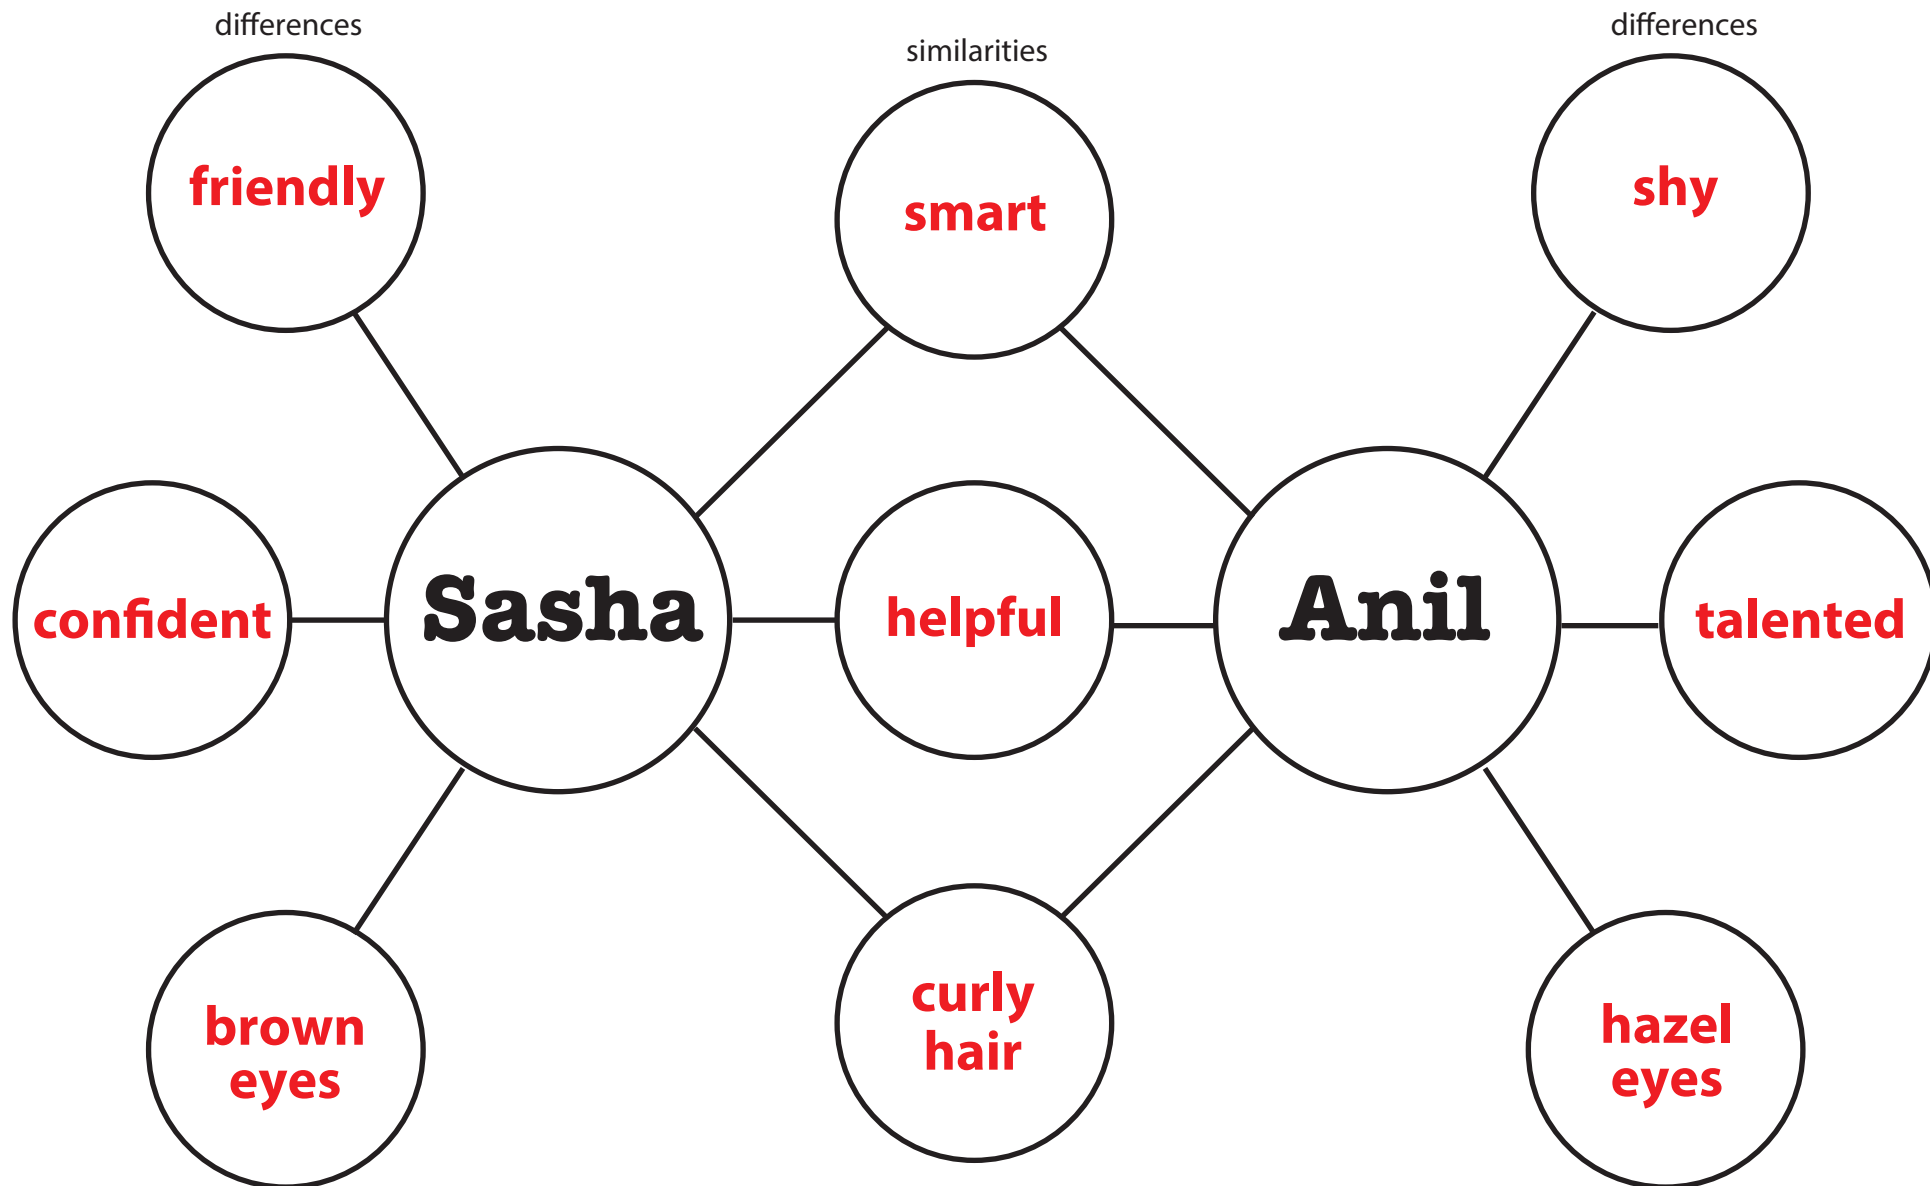 differences
similarities
differences
friendly
smart
shy
confident
Sasha
helpful
Anil
talented
brown
eyes
curly
hair
hazel
eyes